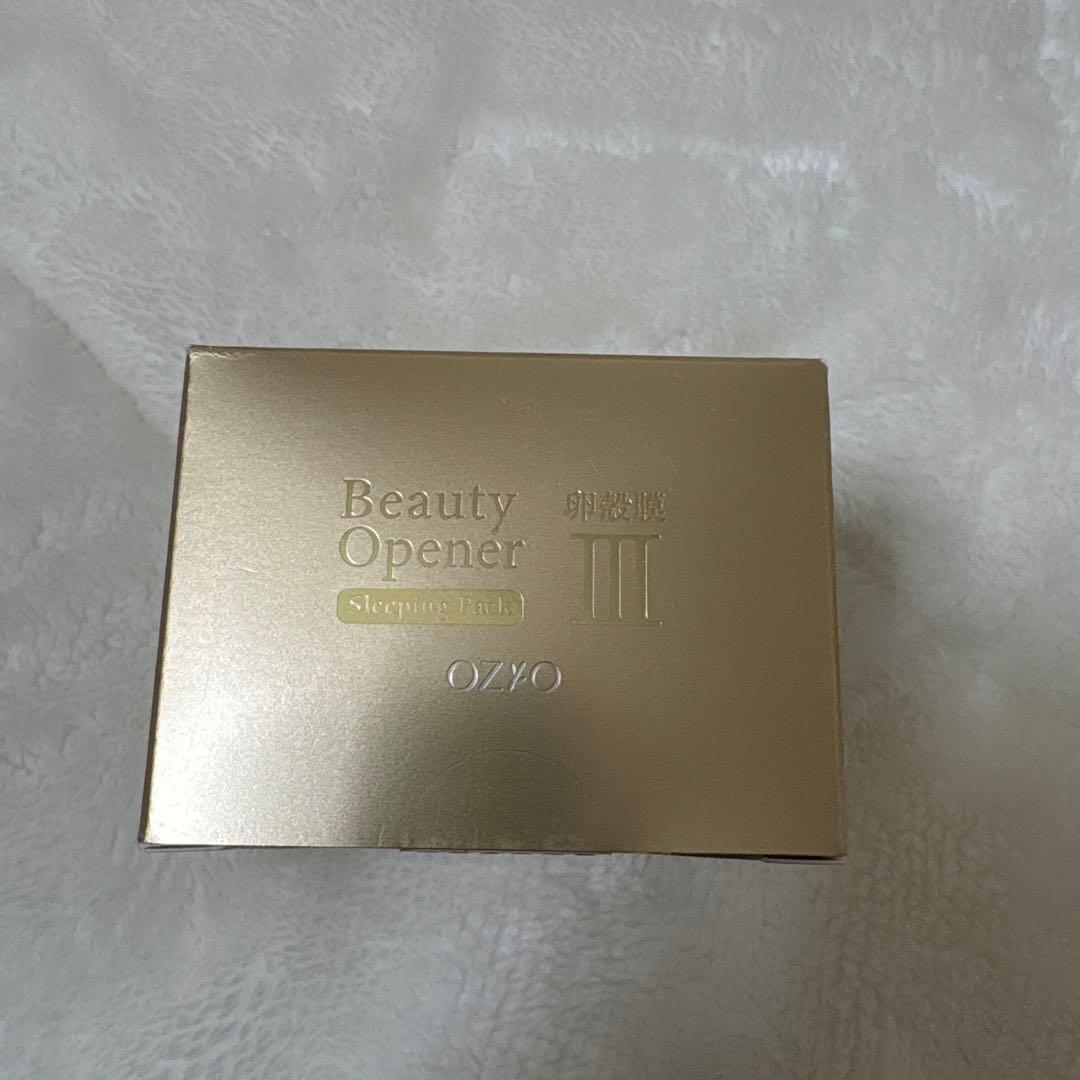 Beauty
Opener
Sleeping Pack
卵殻膜
III
OZIO